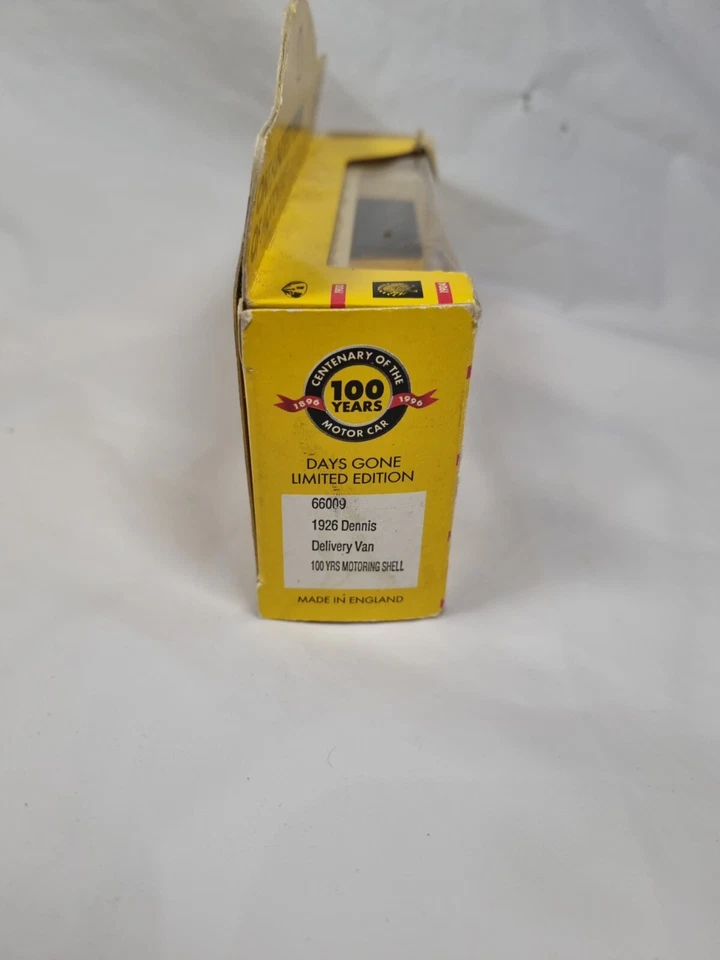 CENTENARY OF THE
100
YEARS
1896 1996
MOTOR CAR
DAYS GONE
LIMITED EDITION
66009
1926 Dennis
Delivery Van
100 YRS MOTORING SHELL
MADE IN ENGLAND